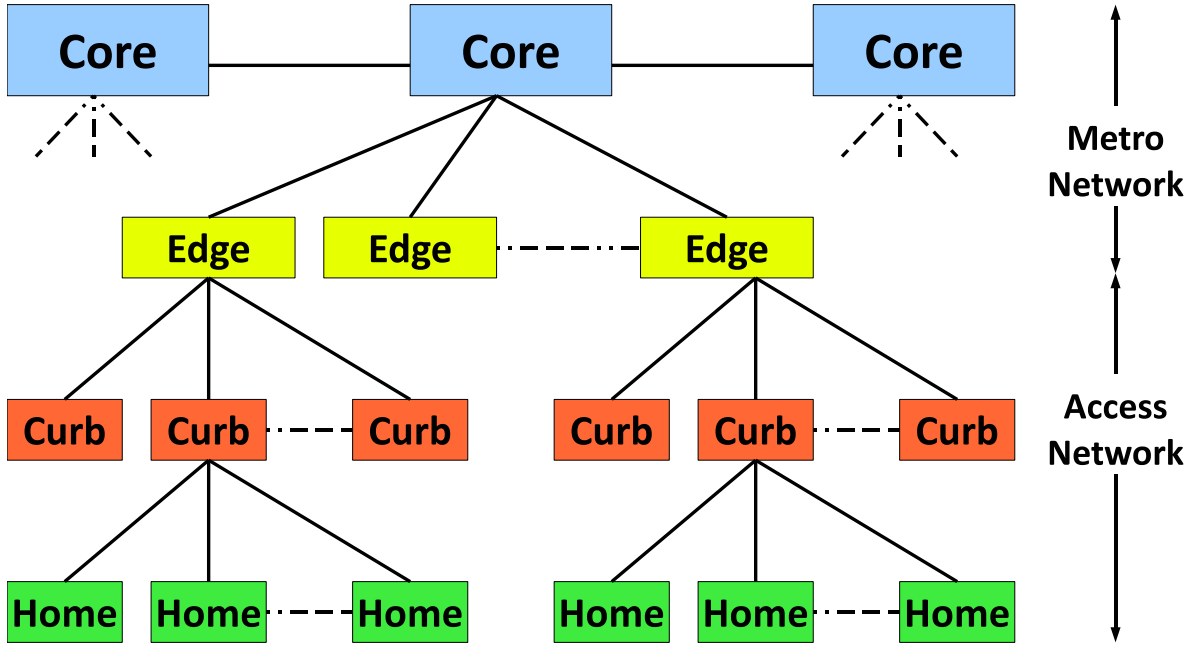 Core Core Core
Metro
Network
Edge Edge Edge
Access
Network
Curb Curb Curb Curb Curb Curb
Home Home Home Home Home Home